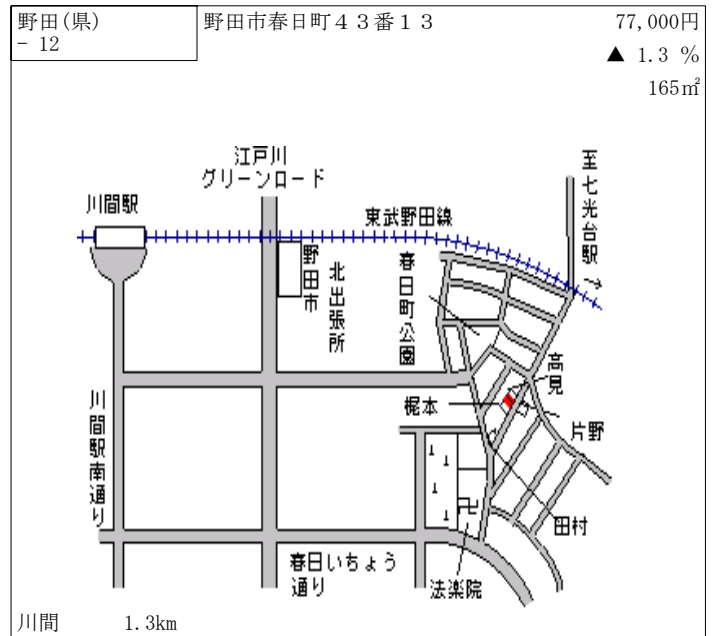 野田(県)
- 12
野田市春日町４３番１３
77,000円
▲ 1.3 %
165㎡
江戸川
グリーンロード
至七光台駅
川間駅
東武野田線
野田市
北出張所
春日町公園
高見
梶本
片野
川間駅南通り
田村
春日いちょう
通り
法楽院
川間 1.3km